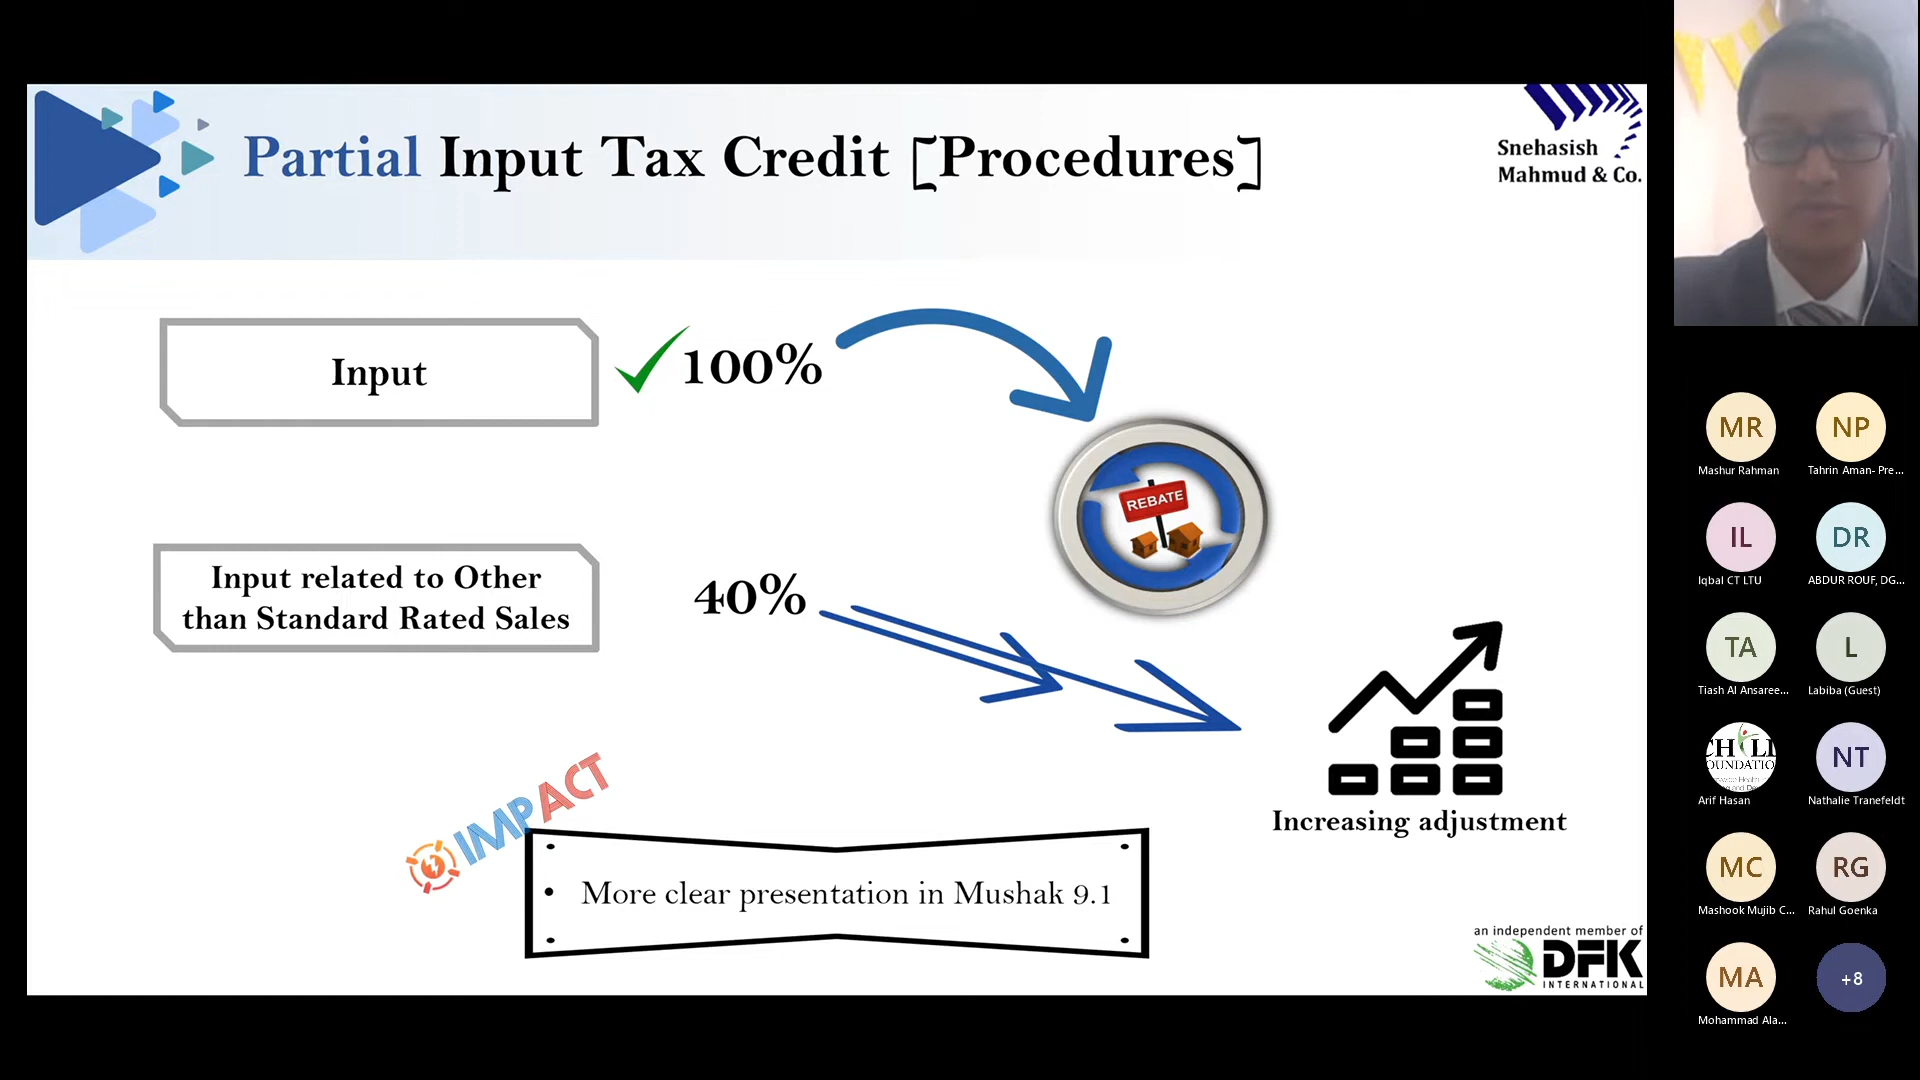 Partial Input Tax Credit [Procedures]
Snehasish
Mahmud & Co.
Input
100%
REBATE
Input related to Other
than Standard Rated Sales
40%
Increasing adjustment
IMPACT
• More clear presentation in Mushak 9.1
an independent member of
DFK
INTERNATIONAL
MR
NP
Mashur Rahman
Tahrin Aman- Pre...
IL
DR
Iqbal CT LTU
ABDUR ROUF, DG...
TA
L
Tiash Al Ansaree...
Labiba (Guest)
NT
Arif Hasan
Nathalie Tranefeldt
MC
RG
Mashook Mujib C...
Rahul Goenka
MA
+8
Mohammad Ala...